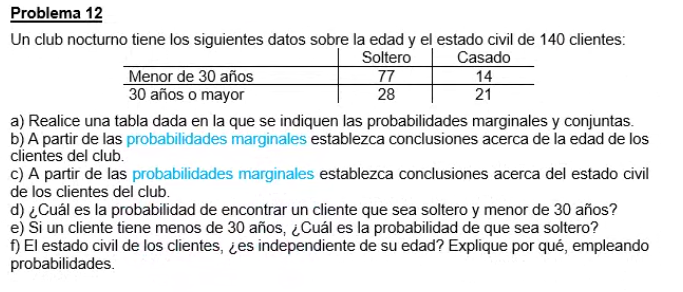 Problema 12
Un club nocturno tiene los siguientes datos sobre la edad y el estado civil de 140 clientes:
Soltero Casado
Menor de 30 años 77 14
30 años o mayor 28 21
a) Realice una tabla dada en la que se indiquen las probabilidades marginales y conjuntas.
b) A partir de las probabilidades marginales establezca conclusiones acerca de la edad de los
clientes del club.
c) A partir de las probabilidades marginales establezca conclusiones acerca del estado civil
de los clientes del club.
d) ¿Cuál es la probabilidad de encontrar un cliente que sea soltero y menor de 30 años?
e) Si un cliente tiene menos de 30 años, ¿Cuál es la probabilidad de que sea soltero?
f) El estado civil de los clientes, ¿es independiente de su edad? Explique por qué, empleando
probabilidades.